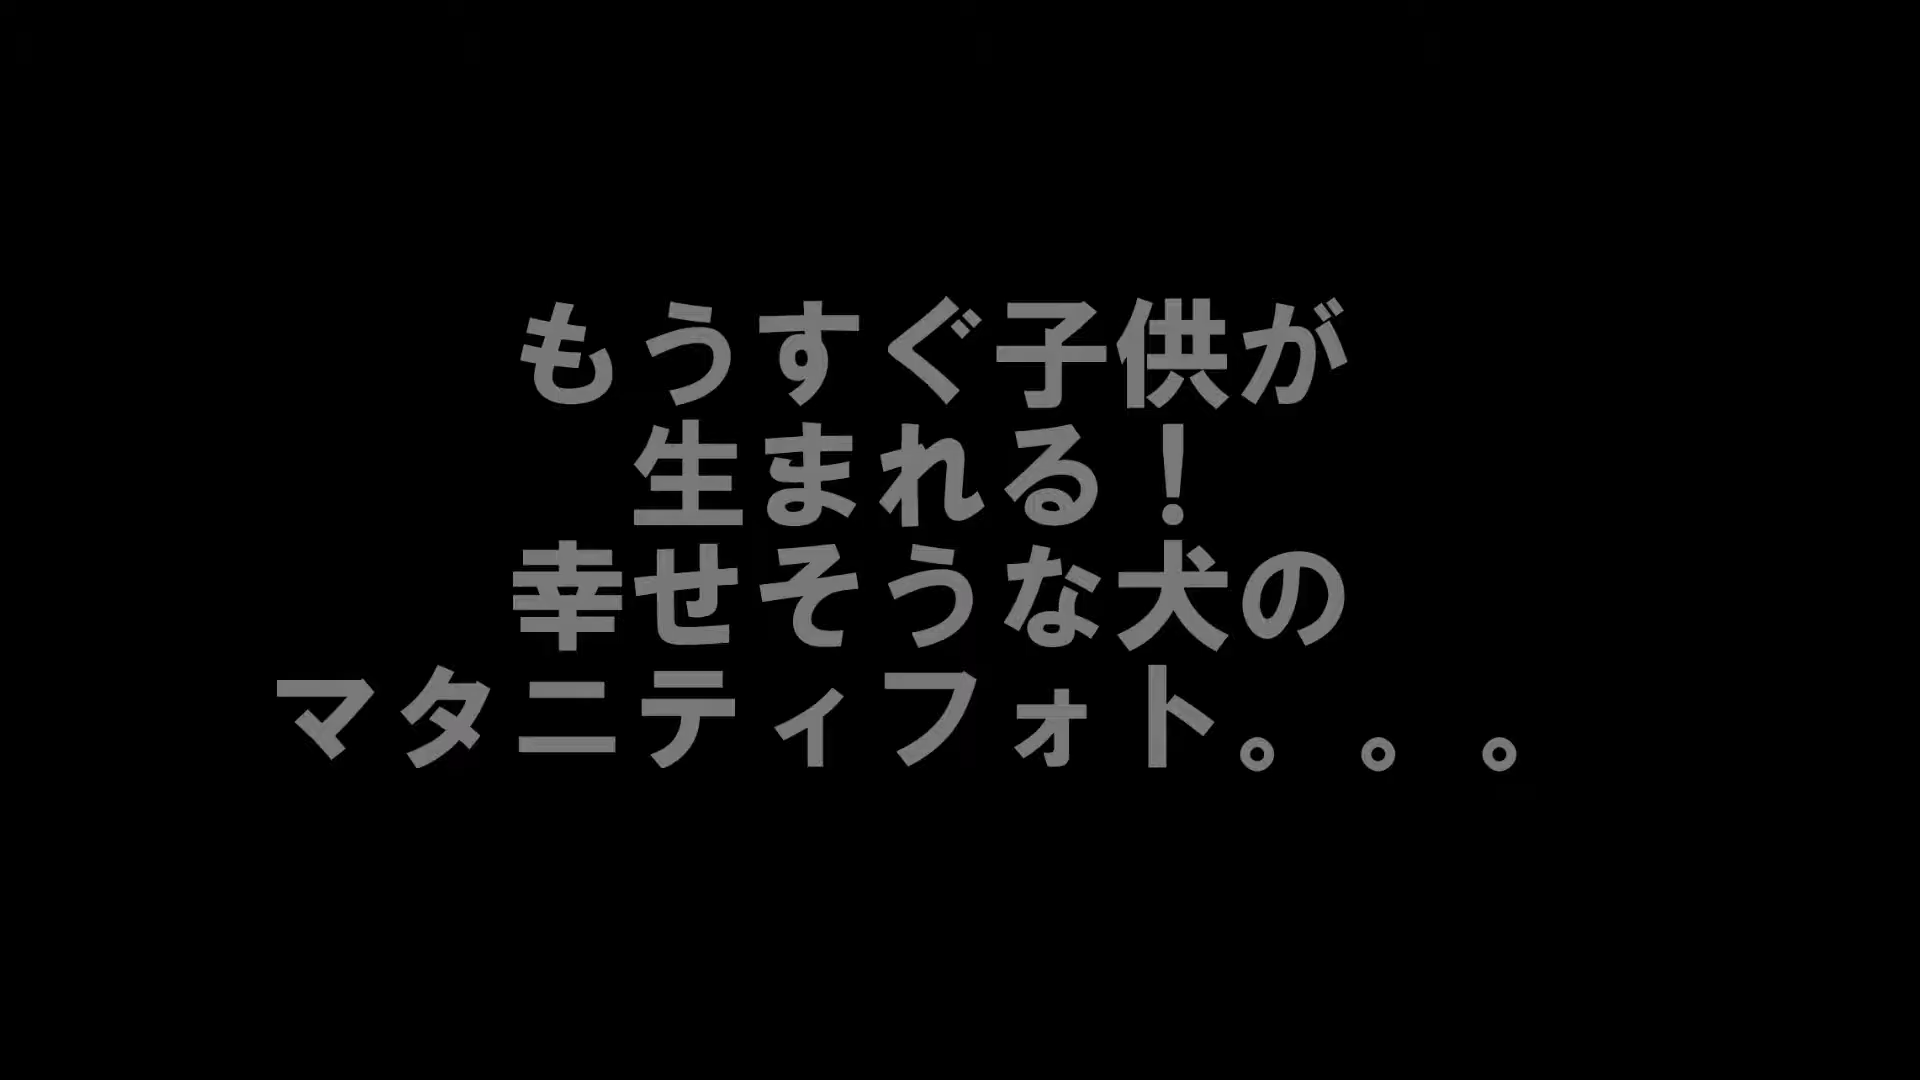 もうすぐ子供が
生まれる！
幸せそうな犬の
マタニティフォト。。。